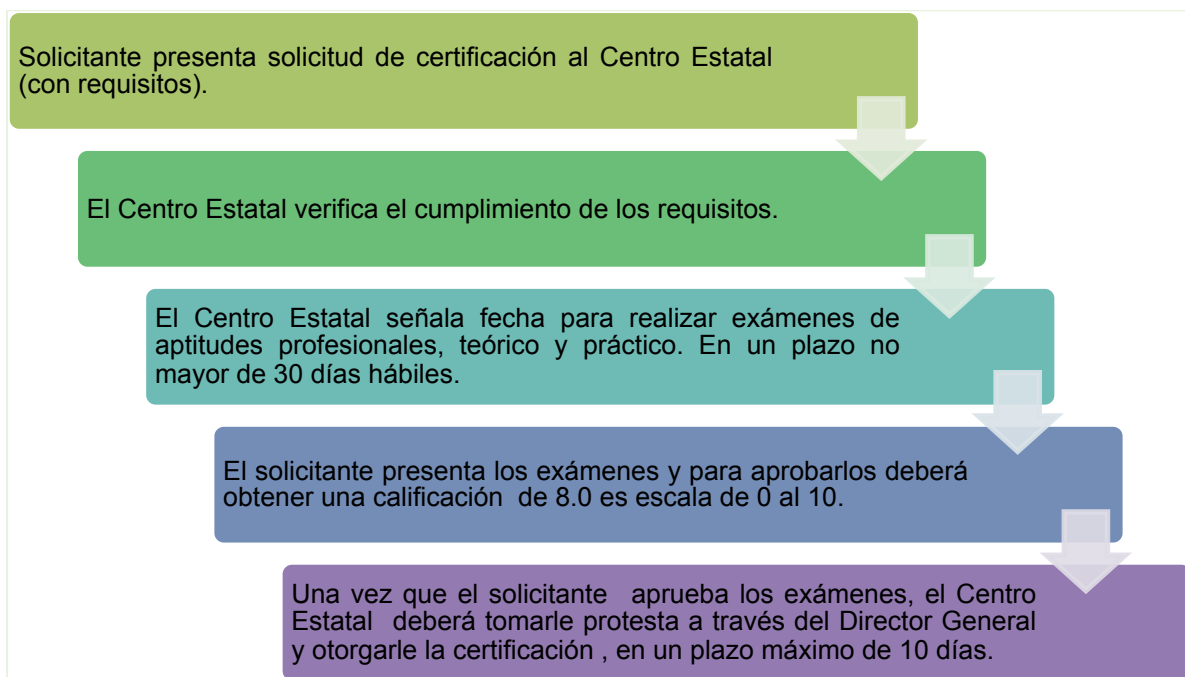 Solicitante presenta solicitud de certificación al Centro Estatal
(con requisitos).
El Centro Estatal verifica el cumplimiento de los requisitos.
El Centro Estatal señala fecha para realizar exámenes de
aptitudes profesionales, teórico y práctico. En un plazo no
mayor de 30 días hábiles.
El solicitante presenta los exámenes y para aprobarlos deberá
obtener una calificación de 8.0 es escala de 0 al 10.
Una vez que el solicitante aprueba los exámenes, el Centro
Estatal deberá tomarle protesta a través del Director General
y otorgarle la certificación , en un plazo máximo de 10 días.